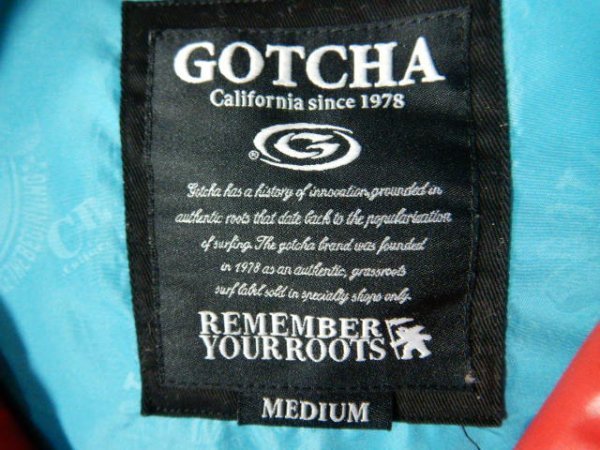 GOTCHA
California since 1978
G
®
Gotcha has a history of innovation, grounded in
authentic roots that date back to the popularization
of surfing. The gotcha brand was founded
in 1978 as an authentic, grassroots
surf label sold in specialty shops only.
REMEMBER
YOUR ROOTS
MEDIUM